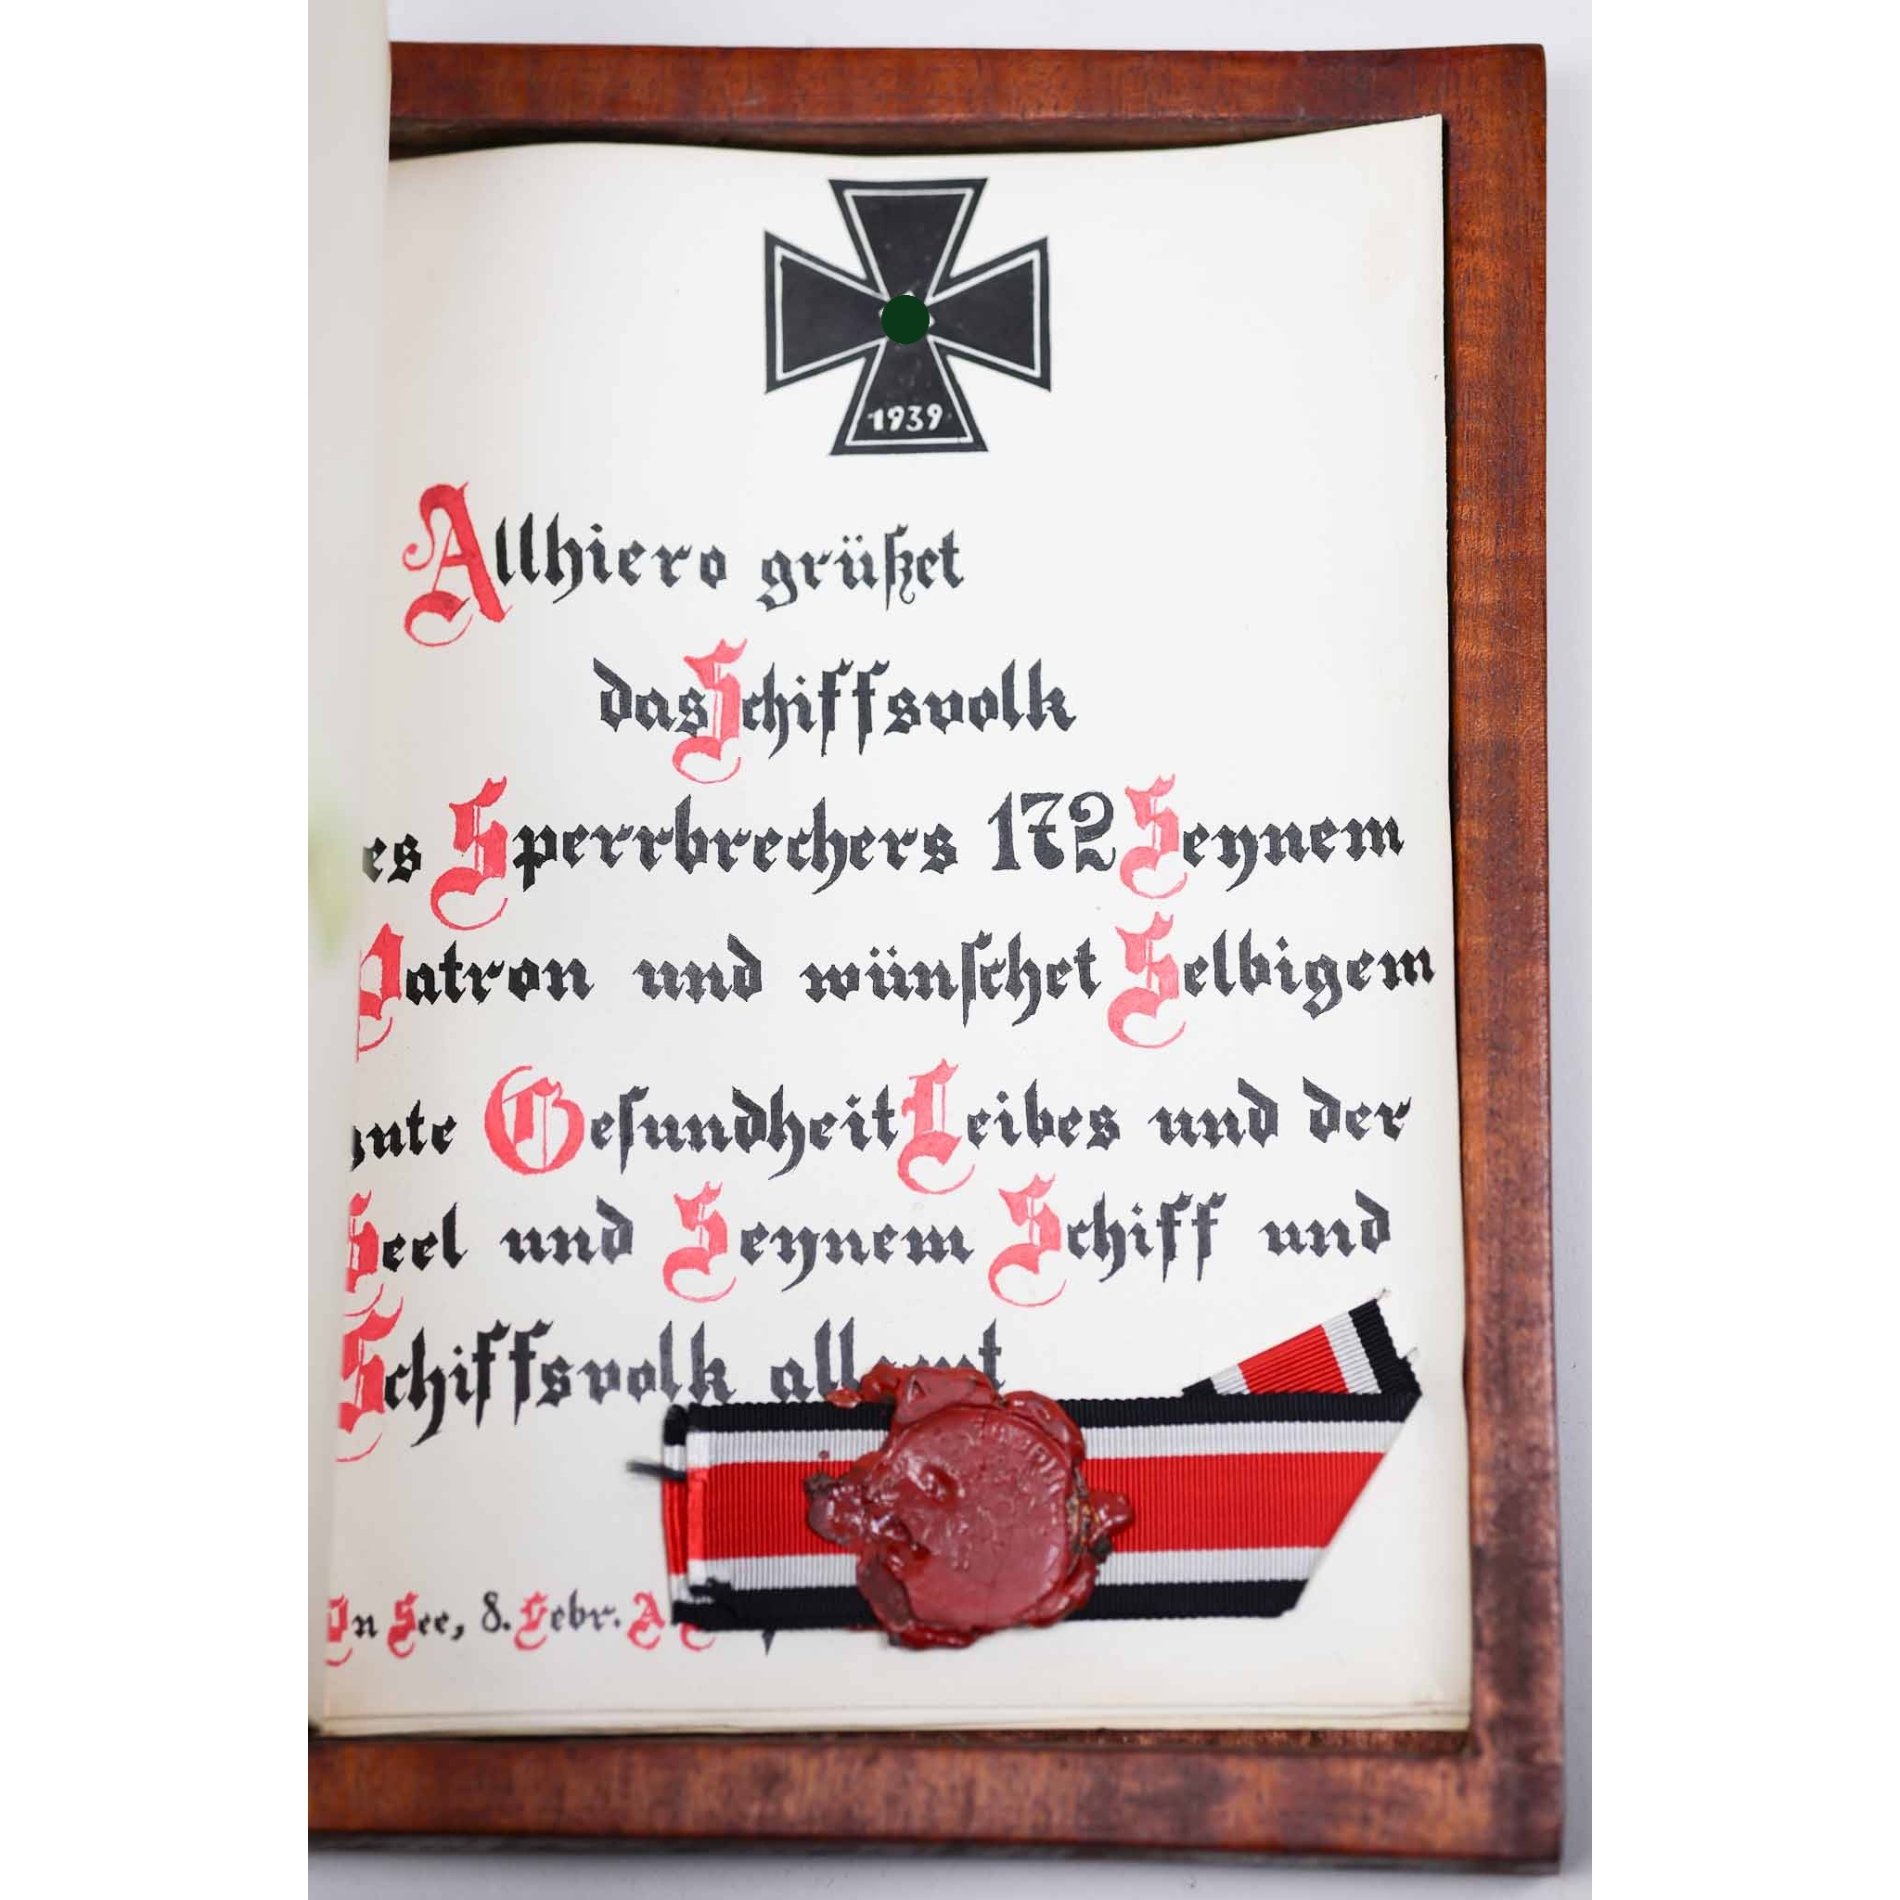 1939
Allhiero grüßet
das Schiffsvolk
es Sperrbrechers 172 Seynem
Patron und wünschet Selbigem
gute Gesundheit Leibes und der
Seel und Seynem Schiff und
Schiffsvolk
In See, 8. Febr. A